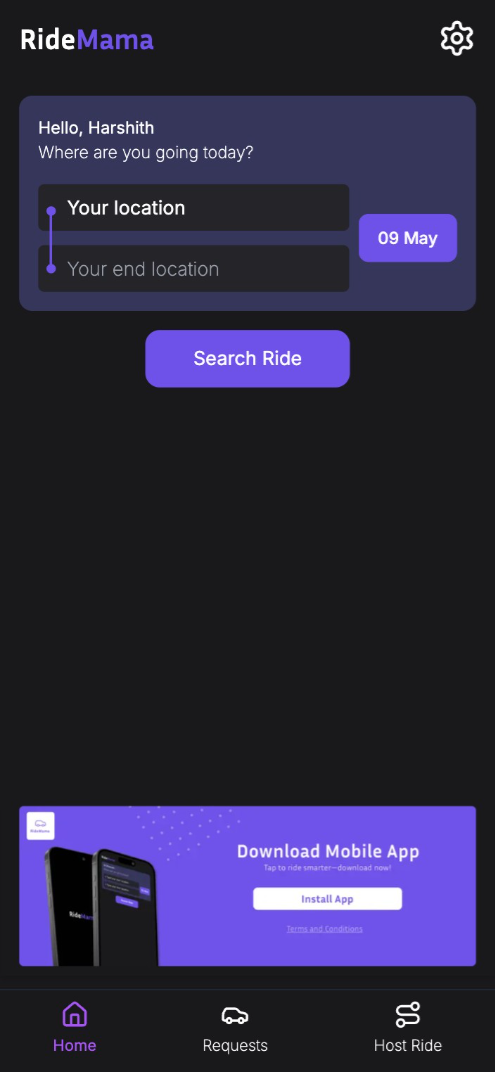 RideMama
Hello, Harshith
Where are you going today?
Your location
09 May
Your end location
Search Ride
RideMama
Download Mobile App
Tap to ride smarter—download now!
Install App
Terms and Conditions
Home
Requests
Host Ride